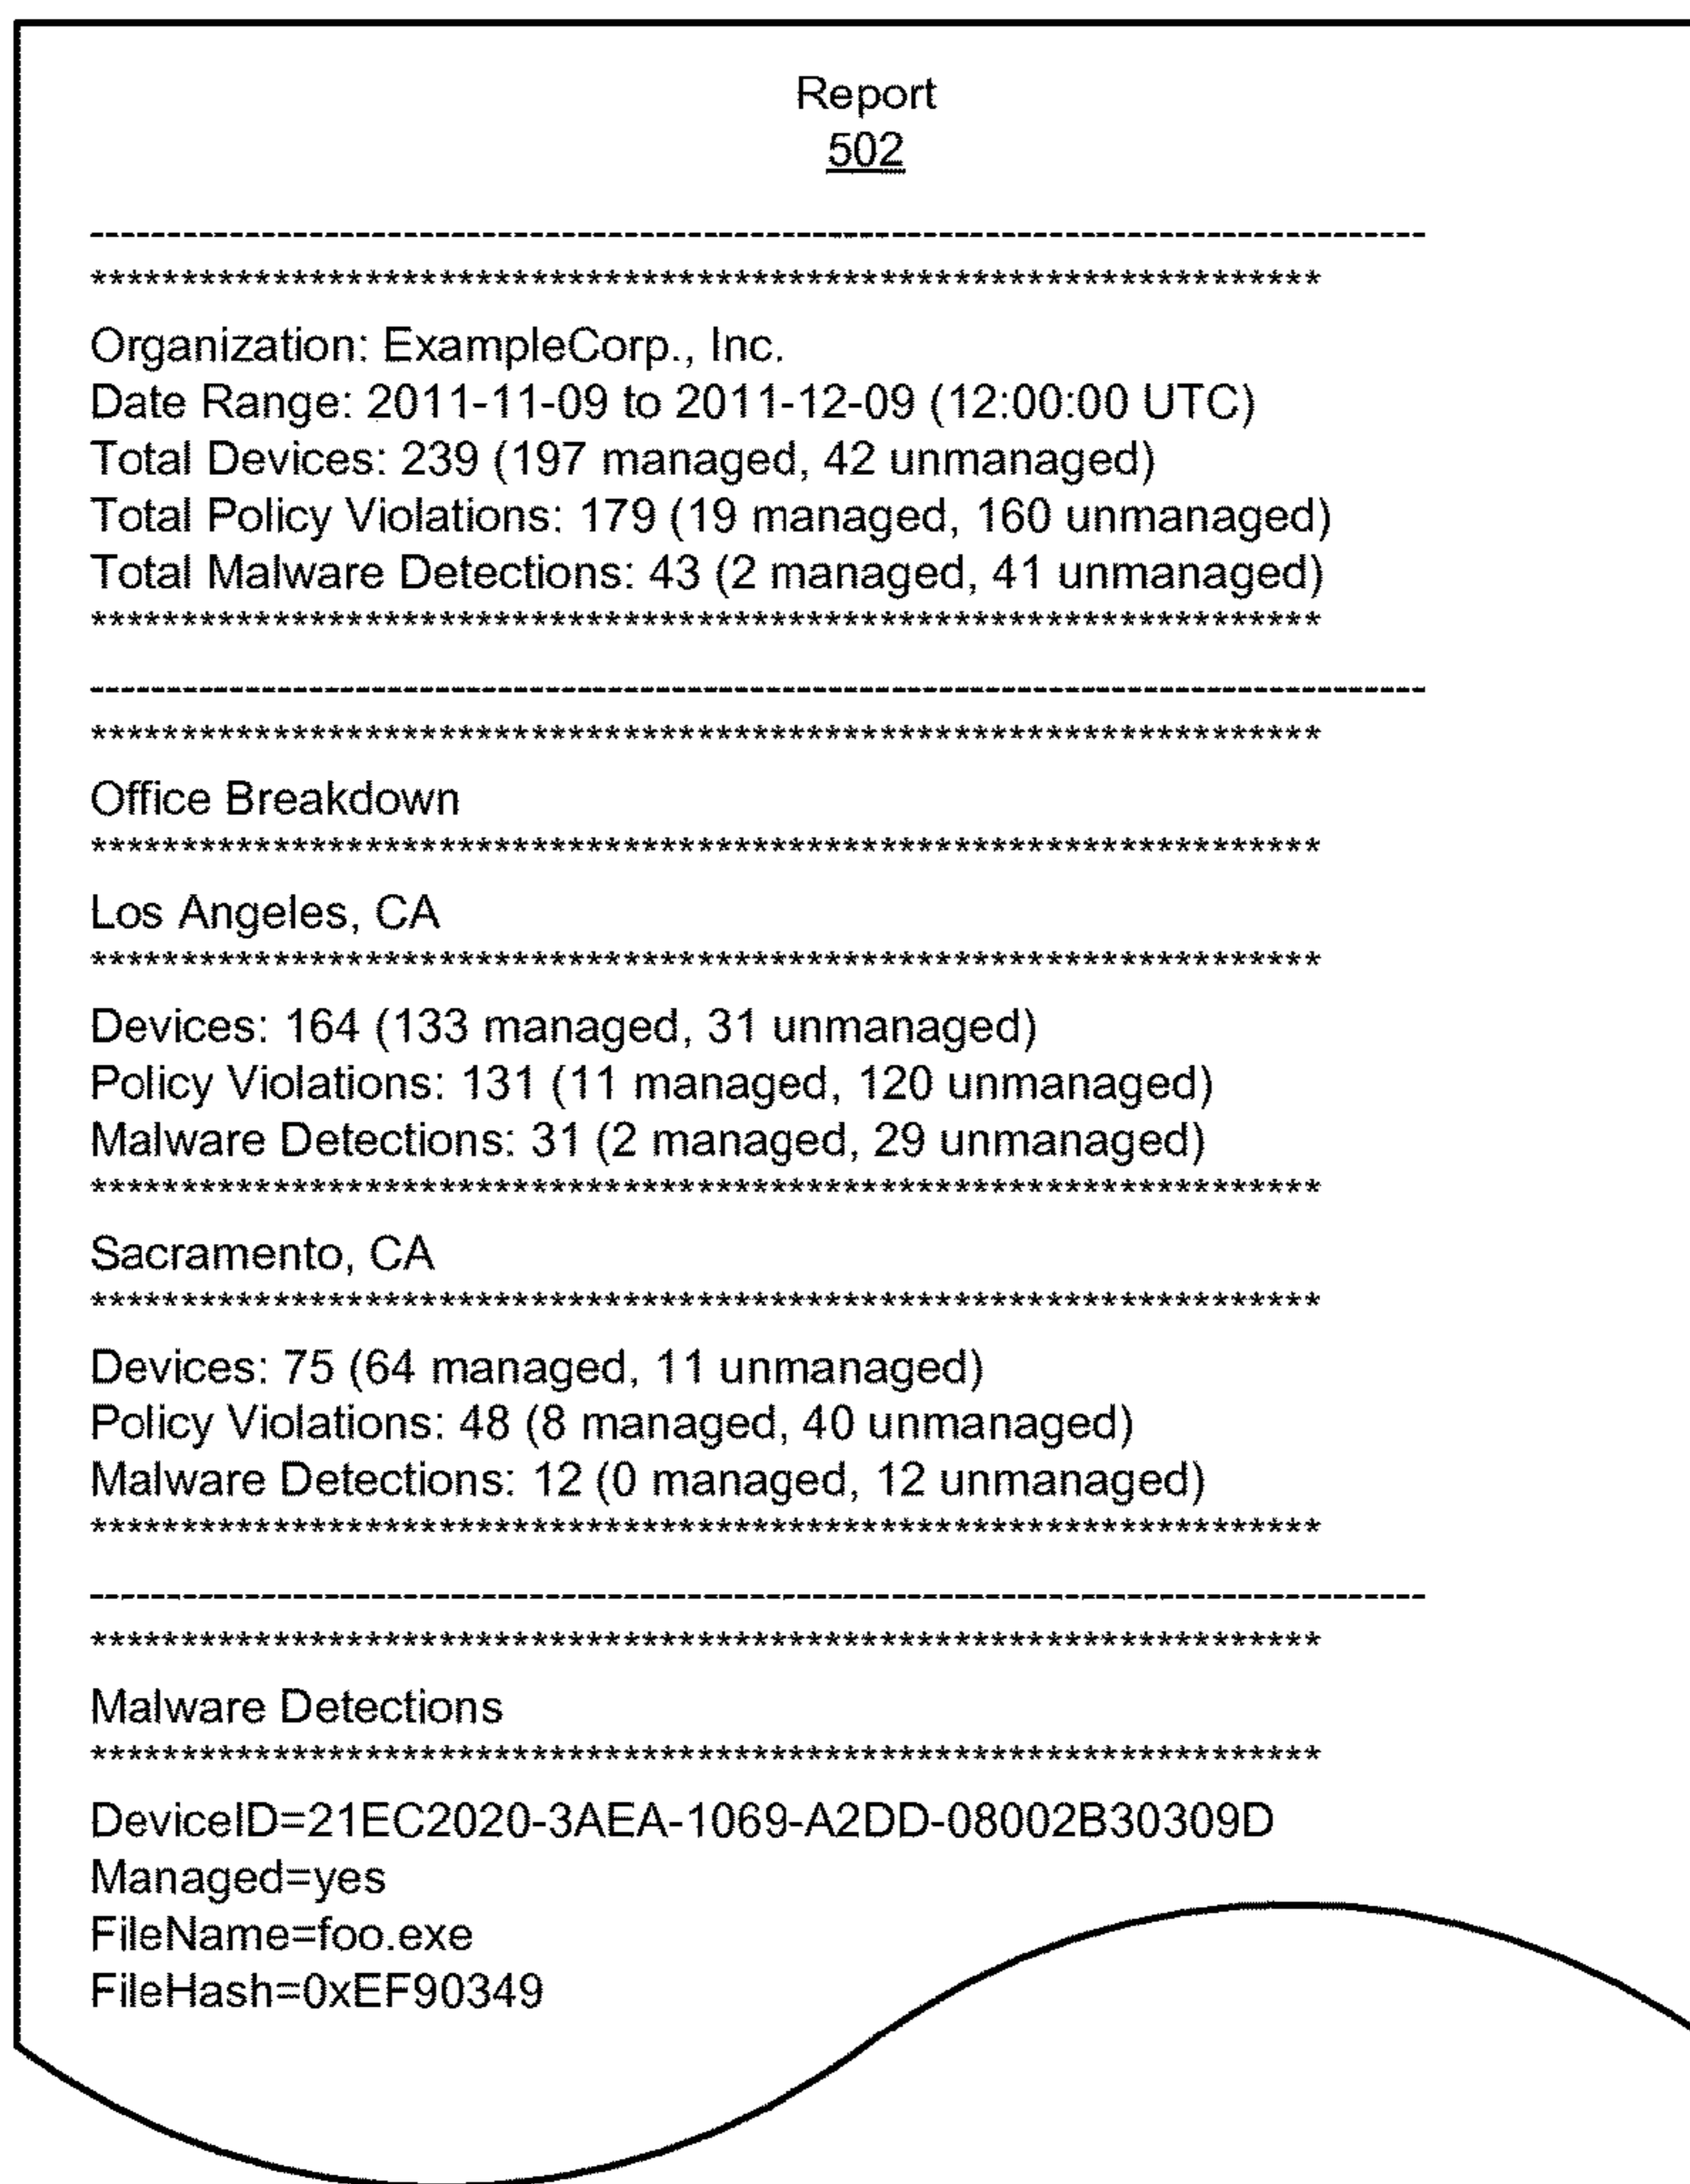 Report
502
--------------------------------------------------------------------------------------
*******************************************************************
Organization: ExampleCorp., Inc.
Date Range: 2011-11-09 to 2011-12-09 (12:00:00 UTC)
Total Devices: 239 (197 managed, 42 unmanaged)
Total Policy Violations: 179 (19 managed, 160 unmanaged)
Total Malware Detections: 43 (2 managed, 41 unmanaged)
*******************************************************************
--------------------------------------------------------------------------------------
*******************************************************************
Office Breakdown
*******************************************************************
Los Angeles, CA
*******************************************************************
Devices: 164 (133 managed, 31 unmanaged)
Policy Violations: 131 (11 managed, 120 unmanaged)
Malware Detections: 31 (2 managed, 29 unmanaged)
*******************************************************************
Sacramento, CA
*******************************************************************
Devices: 75 (64 managed, 11 unmanaged)
Policy Violations: 48 (8 managed, 40 unmanaged)
Malware Detections: 12 (0 managed, 12 unmanaged)
*******************************************************************
--------------------------------------------------------------------------------------
*******************************************************************
Malware Detections
*******************************************************************
DeviceID=21EC2020-3AEA-1069-A2DD-08002B30309D
Managed=yes
FileName=foo.exe
FileHash=0xEF90349